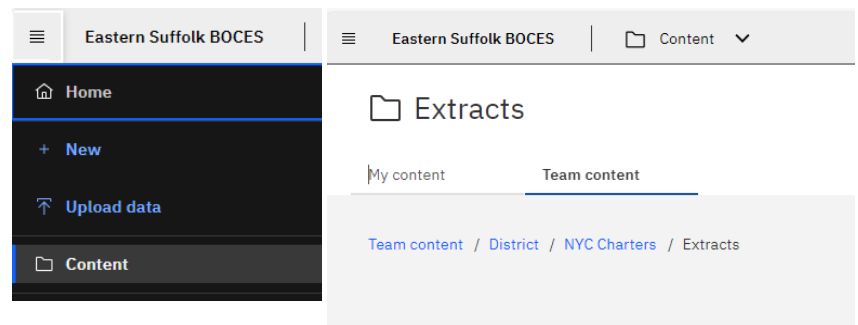 Eastern Suffolk BOCES
Home
+ New
Upload data
Content
Eastern Suffolk BOCES Content
Extracts
My content Team content
Team content / District / NYC Charters / Extracts